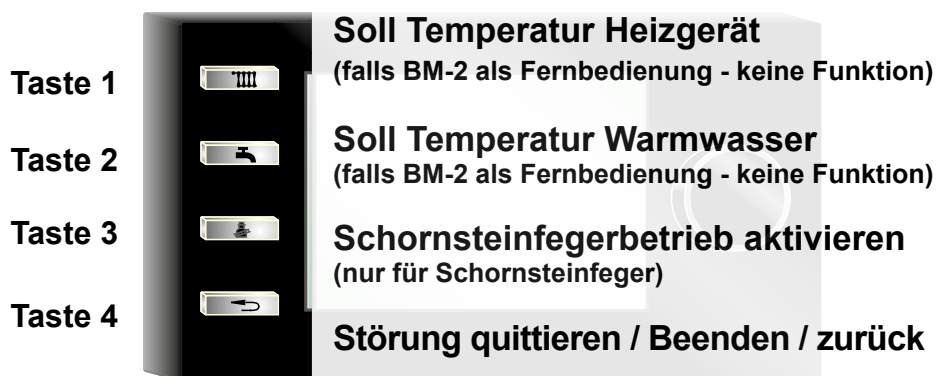 Soll Temperatur Heizgerät
Taste 1 (falls BM-2 als Fernbedienung - keine Funktion)
Soll Temperatur Warmwasser
Taste 2 (falls BM-2 als Fernbedienung - keine Funktion)
Taste 3 Schornsteinfegerbetrieb aktivieren
(nur für Schornsteinfeger)
Taste 4 Störung quittieren / Beenden / zurück